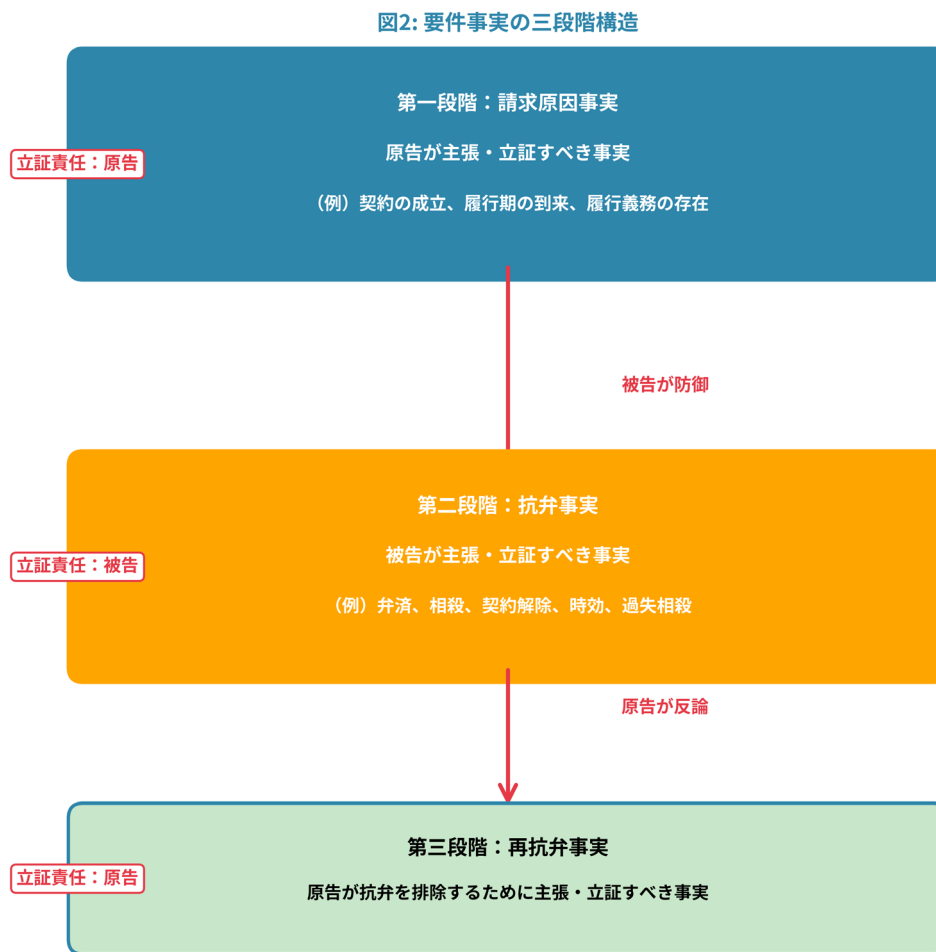 図2: 要件事実の三段階構造
第一段階：請求原因事実
原告が主張・立証すべき事実
立証責任：原告
（例）契約の成立、履行期の到来、履行義務の存在
被告が防御
第二段階：抗弁事実
被告が主張・立証すべき事実
立証責任：被告
（例）弁済、相殺、契約解除、時効、過失相殺
原告が反論
第三段階：再抗弁事実
立証責任：原告
原告が抗弁を排除するために主張・立証すべき事実